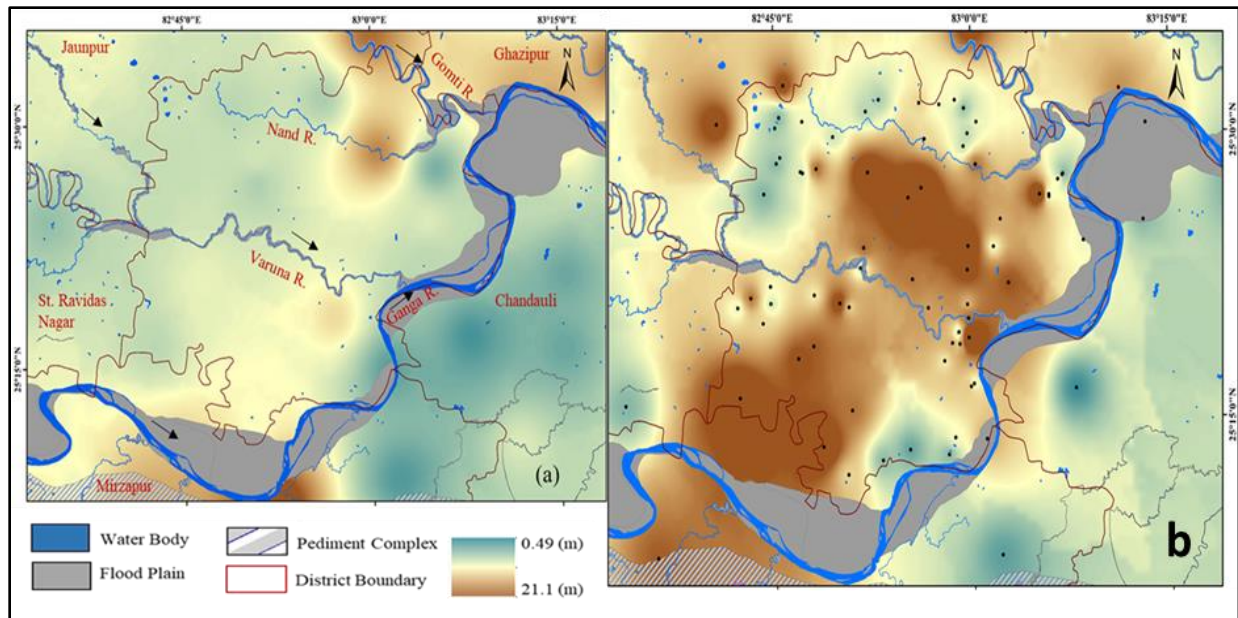 82°45'0"E
83°0'0"E
83°15'0"E
82°45'0"E
83°0'0"E
83°15'0"E
Jaunpur
Ghazipur
N
Gomti R.
Nand R.
25°30'0"N
Varuna R.
St. Ravidas
Nagar
Ganga R.
Chandauli
25°15'0"N
Mirzapur
(a)
N
25°30'0"N
25°15'0"N
b
Water Body
Pediment Complex
0.49 (m)
Flood Plain
District Boundary
21.1 (m)